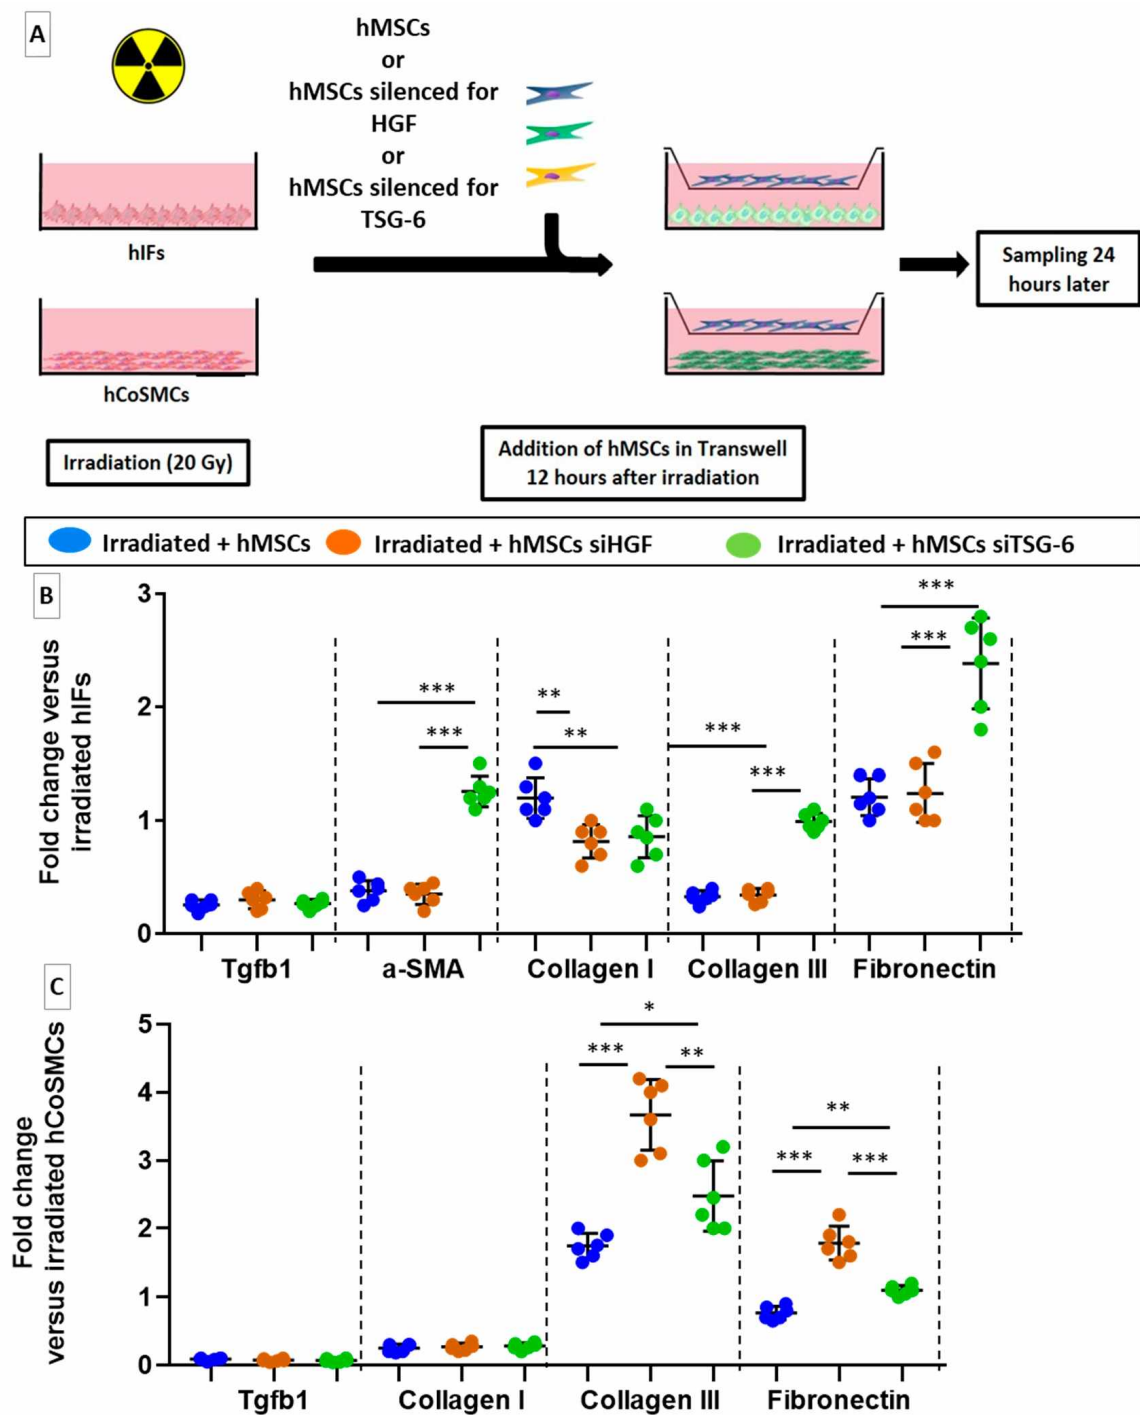 A
hMSCs
or
hMSCs silenced for
HGF
or
hMSCs silenced for
TSG-6
hIFs
hCoSMCs
Sampling 24
hours later
Irradiation (20 Gy)
Addition of hMSCs in Transwell
12 hours after irradiation
Irradiated + hMSCs
Irradiated + hMSCs siHGF
Irradiated + hMSCs siTSG-6
B
Fold change versus
irradiated hIFs
3
2
1
0
***
***
**
**
***
***
***
***
Tgfb1
a-SMA
Collagen I
Collagen III
Fibronectin
C
Fold change
versus irradiated hCoSMCs
5
4
3
2
1
0
*
***
**
**
***
***
Tgfb1
Collagen I
Collagen III
Fibronectin